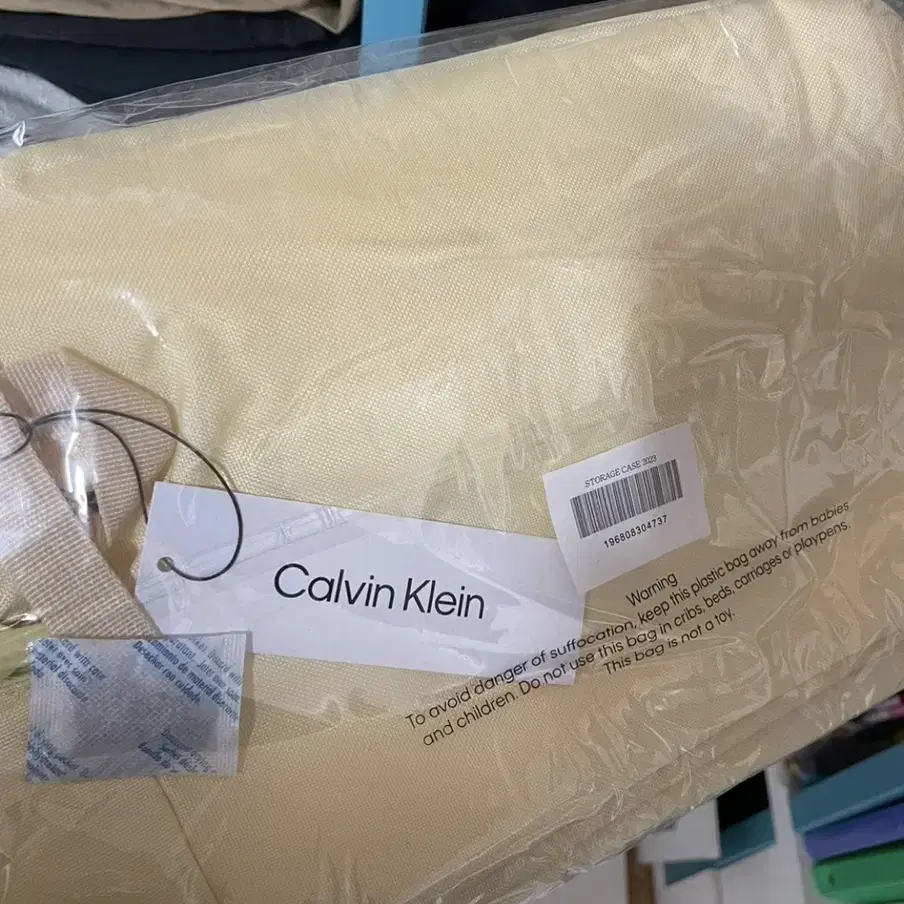 STORAGE CASE 2023
196808304737
Calvin Klein
Warning
To avoid danger of suffocation, keep this plastic bag away from babies
and children. Do not use this bag in cribs, beds, carriages or playpens.
This bag is not a toy.